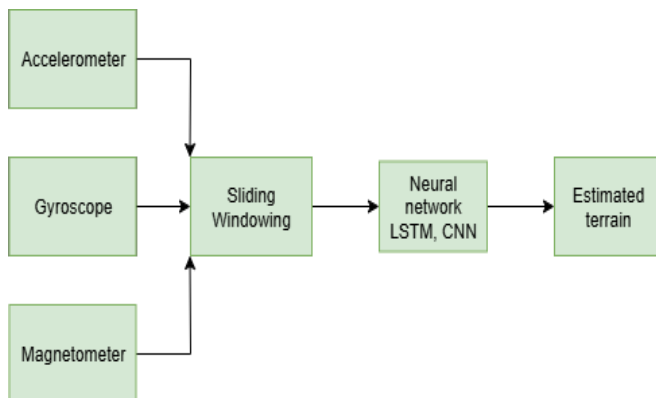 Accelerometer
Gyroscope
Magnetometer
Sliding
Windowing
Neural
network
LSTM, CNN
Estimated
terrain